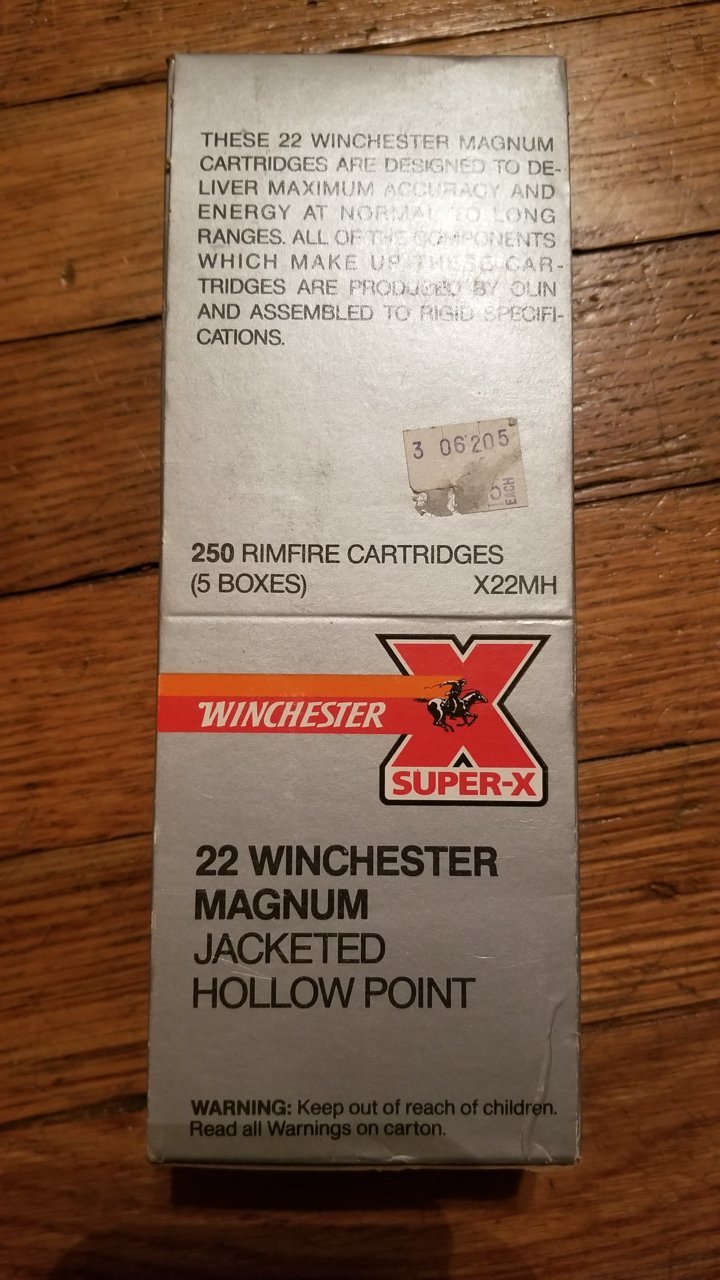 THESE 22 WINCHESTER MAGNUM
CARTRIDGES ARE DESIGNED TO DE-
LIVER MAXIMUM ACCURACY AND
ENERGY AT NORMAL TO LONG
RANGES. ALL OF THE COMPONENTS
WHICH MAKE UP THESE CAR-
TRIDGES ARE PRODUCED BY OLIN
AND ASSEMBLED TO RIGID SPECIFI-
CATIONS.
3 06205
EACH
250 RIMFIRE CARTRIDGES
(5 BOXES) X22MH
WINCHESTER
X
SUPER-X
22 WINCHESTER
MAGNUM
JACKETED
HOLLOW POINT
WARNING: Keep out of reach of children.
Read all Warnings on carton.